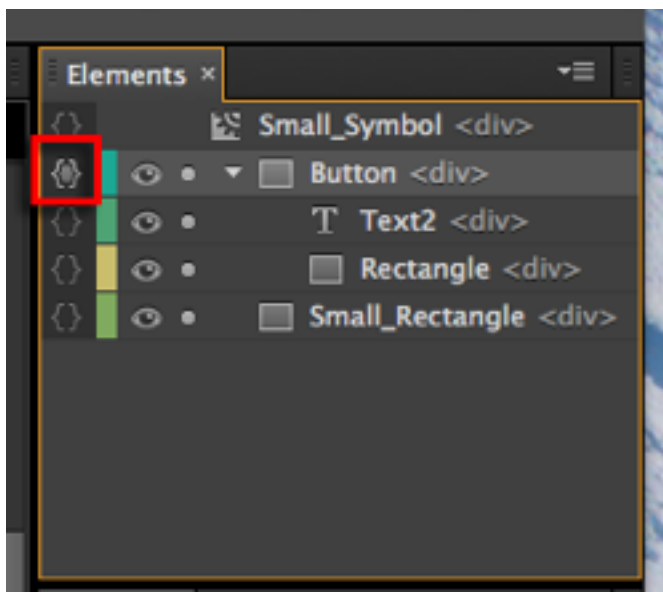 Elements ×
{} Small_Symbol <div>
{} Button <div>
{} T Text2 <div>
{} Rectangle <div>
{} Small_Rectangle <div>